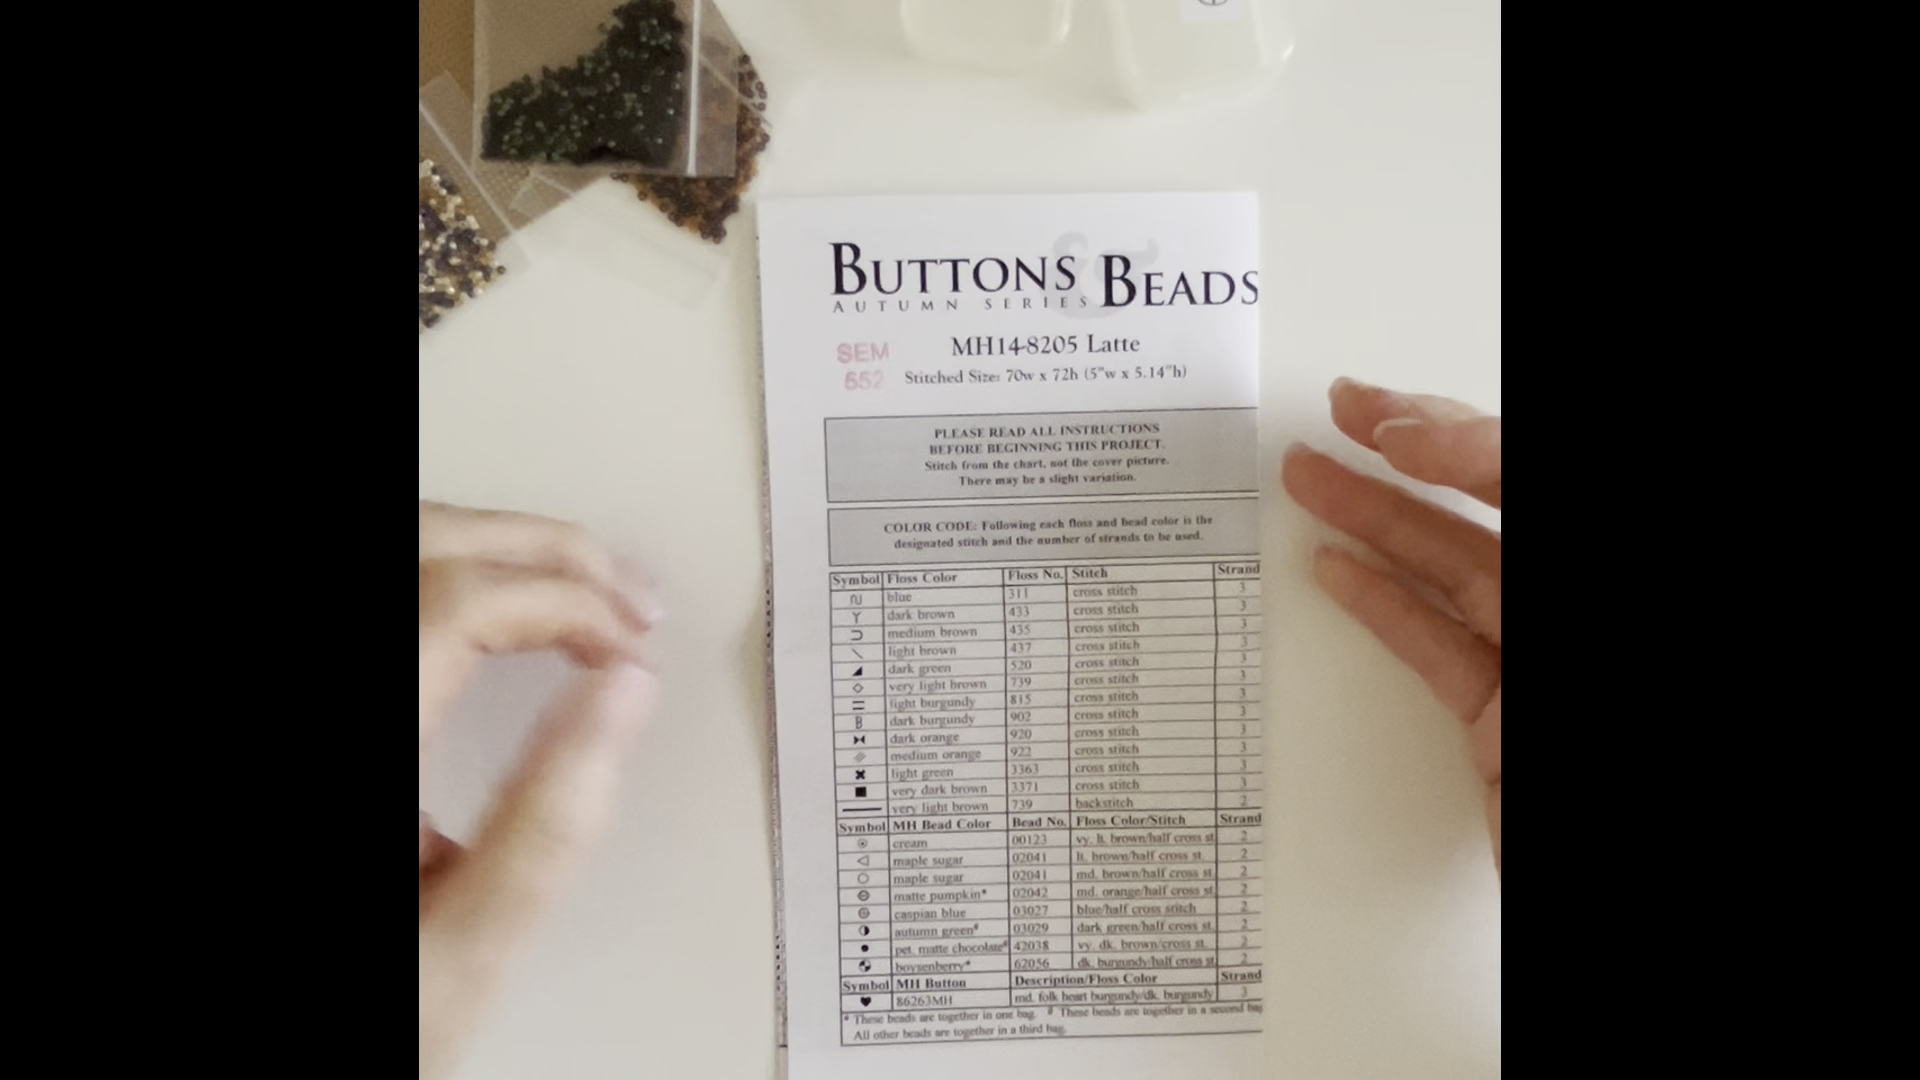 BUTTONS & BEADS
AUTUMN SERIES
MH14-8205 Latte
SEM
552
Stitched Size: 70w x 72h (5"w x 5.14"h)
PLEASE READ ALL INSTRUCTIONS
BEFORE BEGINNING THIS PROJECT.
Stitch from the chart, not the cover picture.
There may be a slight variation.
COLOR CODE: Following each floss and bead color is the
designated stitch and the number of strands to be used.
Symbol Floss Color Floss No. Stitch Strand
blue 311 cross stitch 3
dark brown 433 cross stitch 3
medium brown 435 cross stitch 3
light brown 437 cross stitch 3
dark green 520 cross stitch 3
very light brown 739 cross stitch 3
light burgundy 815 cross stitch 3
dark burgundy 902 cross stitch 3
dark orange 920 cross stitch 3
medium orange 922 cross stitch 3
light green 3363 cross stitch 3
very dark brown 3371 cross stitch 3
very light brown 739 backstitch 2
Symbol MH Bead Color Bead No. Floss Color/Stitch Strand
cream 00123 vy. lt. brown/half cross st 2
maple sugar 02041 lt. brown/half cross st. 2
maple sugar 02041 md. brown/half cross st. 2
matte pumpkin* 02042 md. orange/half cross st. 2
caspian blue 03027 blue/half cross stitch 2
autumn green# 03029 dark green/half cross st. 2
pet. matte chocolate# 42038 vy. dk. brown/cross st. 2
boysenberry* 62056 dk. burgundy/half cross st 2
Symbol MH Button Description/Floss Color Strand
86263MH md. folk heart burgundy/dk. burgundy 3
* These beads are together in one bag. # These beads are together in a second bag
All other beads are together in a third bag.